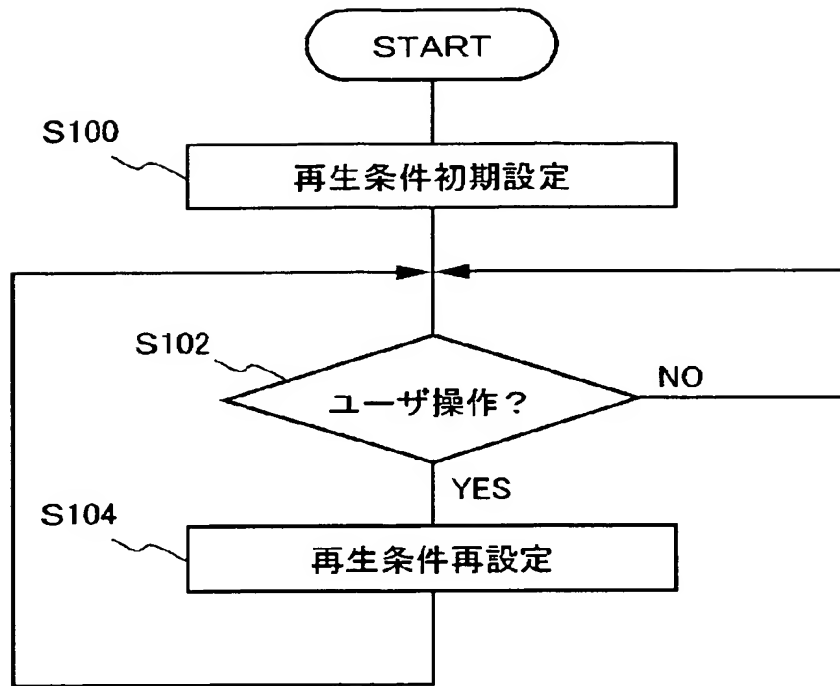 START
S100
再生条件初期設定
S102
ユーザ操作?
NO
YES
S104
再生条件再設定